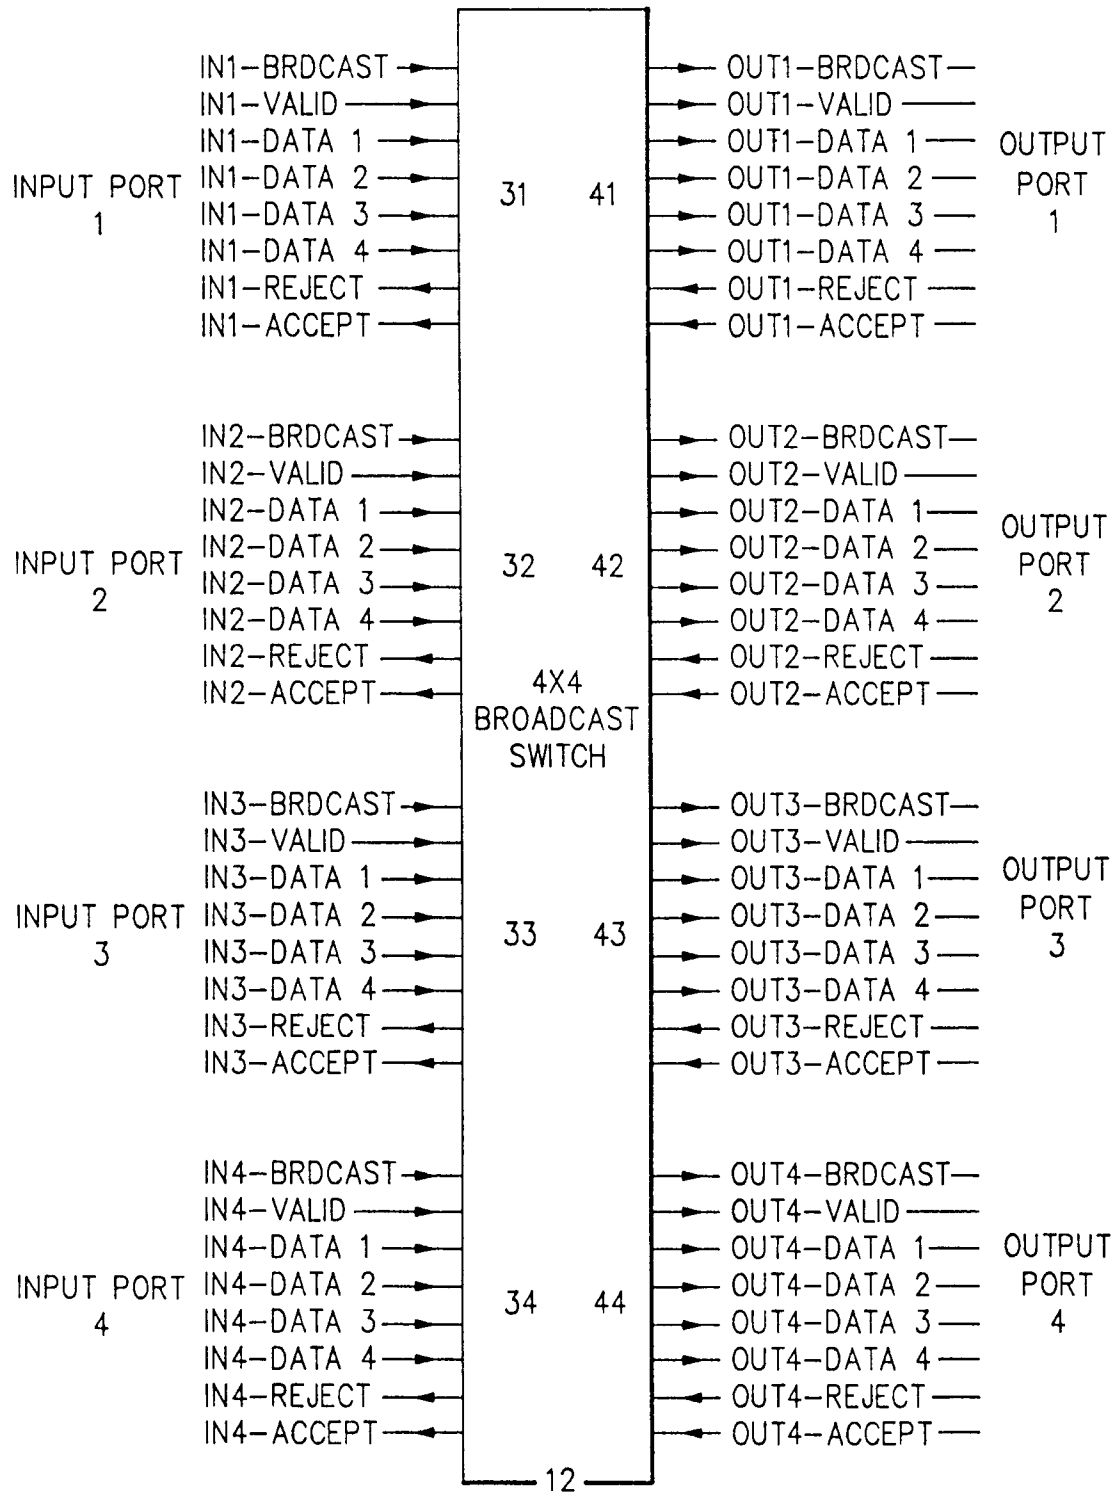 IN1-BRDCAST
IN1-VALID
IN1-DATA 1
IN1-DATA 2
IN1-DATA 3
IN1-DATA 4
IN1-REJECT
IN1-ACCEPT
INPUT PORT
1
31 41
OUT1-BRDCAST
OUT1-VALID
OUT1-DATA 1
OUT1-DATA 2
OUT1-DATA 3
OUT1-DATA 4
OUT1-REJECT
OUT1-ACCEPT
OUTPUT
PORT
1
IN2-BRDCAST
IN2-VALID
IN2-DATA 1
IN2-DATA 2
IN2-DATA 3
IN2-DATA 4
IN2-REJECT
IN2-ACCEPT
INPUT PORT
2
32 42
4X4
BROADCAST
SWITCH
OUT2-BRDCAST
OUT2-VALID
OUT2-DATA 1
OUT2-DATA 2
OUT2-DATA 3
OUT2-DATA 4
OUT2-REJECT
OUT2-ACCEPT
OUTPUT
PORT
2
IN3-BRDCAST
IN3-VALID
IN3-DATA 1
IN3-DATA 2
IN3-DATA 3
IN3-DATA 4
IN3-REJECT
IN3-ACCEPT
INPUT PORT
3
33 43
OUT3-BRDCAST
OUT3-VALID
OUT3-DATA 1
OUT3-DATA 2
OUT3-DATA 3
OUT3-DATA 4
OUT3-REJECT
OUT3-ACCEPT
OUTPUT
PORT
3
IN4-BRDCAST
IN4-VALID
IN4-DATA 1
IN4-DATA 2
IN4-DATA 3
IN4-DATA 4
IN4-REJECT
IN4-ACCEPT
INPUT PORT
4
34 44
OUT4-BRDCAST
OUT4-VALID
OUT4-DATA 1
OUT4-DATA 2
OUT4-DATA 3
OUT4-DATA 4
OUT4-REJECT
OUT4-ACCEPT
OUTPUT
PORT
4
12